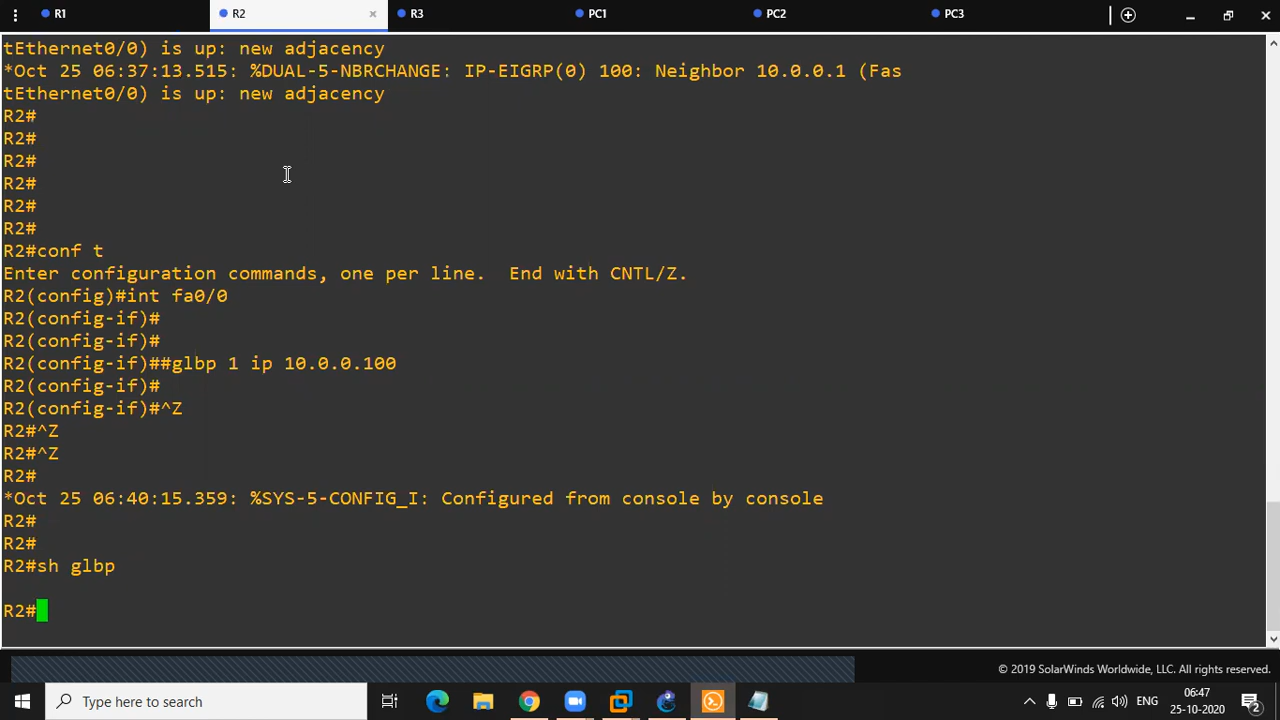 R1
R2
R3
PC1
PC2
PC3
tEthernet0/0) is up: new adjacency
*Oct 25 06:37:13.515: %DUAL-5-NBRCHANGE: IP-EIGRP(0) 100: Neighbor 10.0.0.1 (Fas
tEthernet0/0) is up: new adjacency
R2#
R2#
R2#
R2#
R2#
R2#
R2#conf t
Enter configuration commands, one per line.  End with CNTL/Z.
R2(config)#int fa0/0
R2(config-if)#
R2(config-if)#
R2(config-if)##glbp 1 ip 10.0.0.100
R2(config-if)#
R2(config-if)#^Z
R2#^Z
R2#^Z
R2#
*Oct 25 06:40:15.359: %SYS-5-CONFIG_I: Configured from console by console
R2#
R2#
R2#sh glbp
R2#
© 2019 SolarWinds Worldwide, LLC. All rights reserved.
Type here to search
ENG
06:47
25-10-2020
2